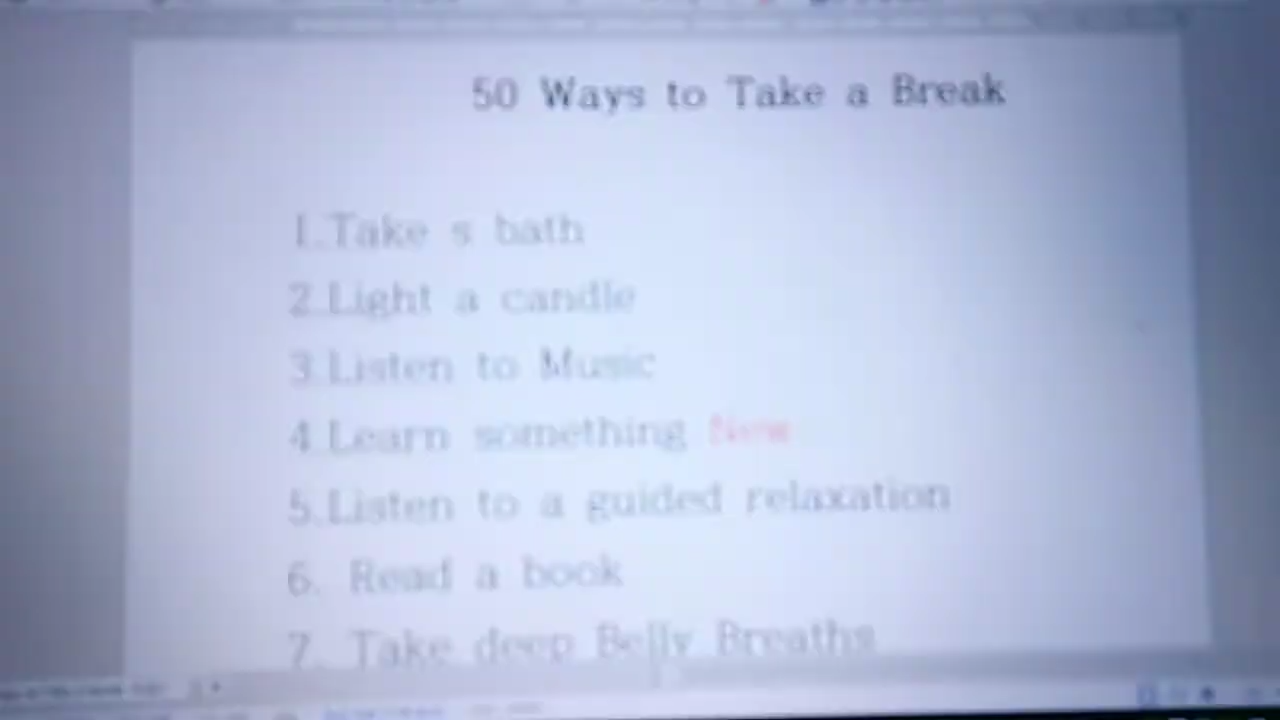 50 Ways to Take a Break
1.Take s bath
2.Light a candle
3.Listen to Music
4.Learn something New
5.Listen to a guided relaxation
6. Read a book
7. Take deep Belly Breaths